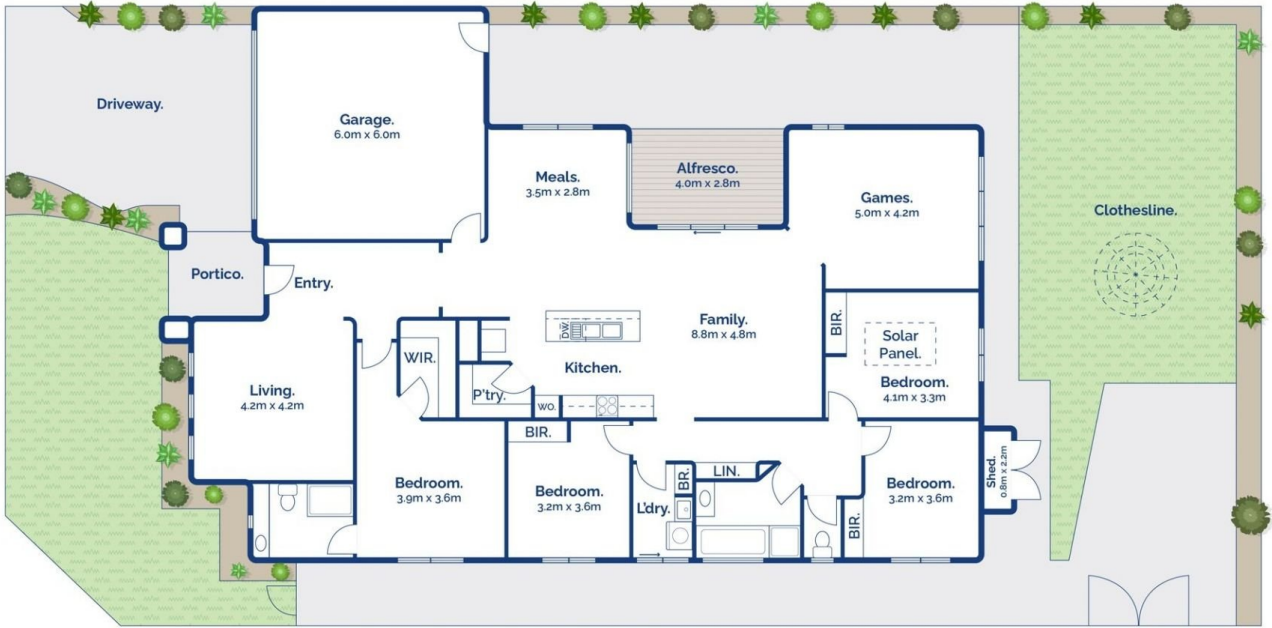 Driveway.
Garage.
6.0m x 6.0m
Meals.
3.5m x 2.8m
Alfresco.
4.0m x 2.8m
Games.
5.0m x 4.2m
Clothesline.
Portico.
Entry.
Family.
8.8m x 4.8m
DW.
Kitchen.
BIR.
Solar
Panel.
Bedroom.
4.1m x 3.3m
WIR.
P'try.
WO.
Living.
4.2m x 4.2m
BIR.
Bedroom.
3.9m x 3.6m
Bedroom.
3.2m x 3.6m
L'dry.
BR.
LIN.
BIR.
Bedroom.
3.2m x 3.6m
Shed.
0.8m x 2.2m